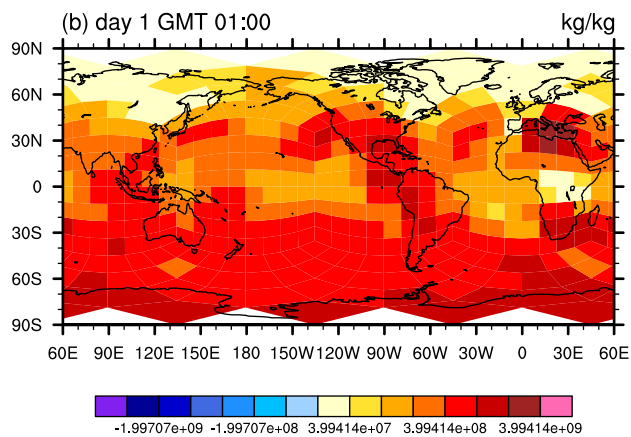 (b) day 1 GMT 01:00 kg/kg
90N
60N
30N
0
30S
60S
90S
60E 90E 120E 150E 180 150W 120W 90W 60W 30W 0 30E 60E
-1.99707e+09 -1.99707e+08 3.99414e+07 3.99414e+08 3.99414e+09